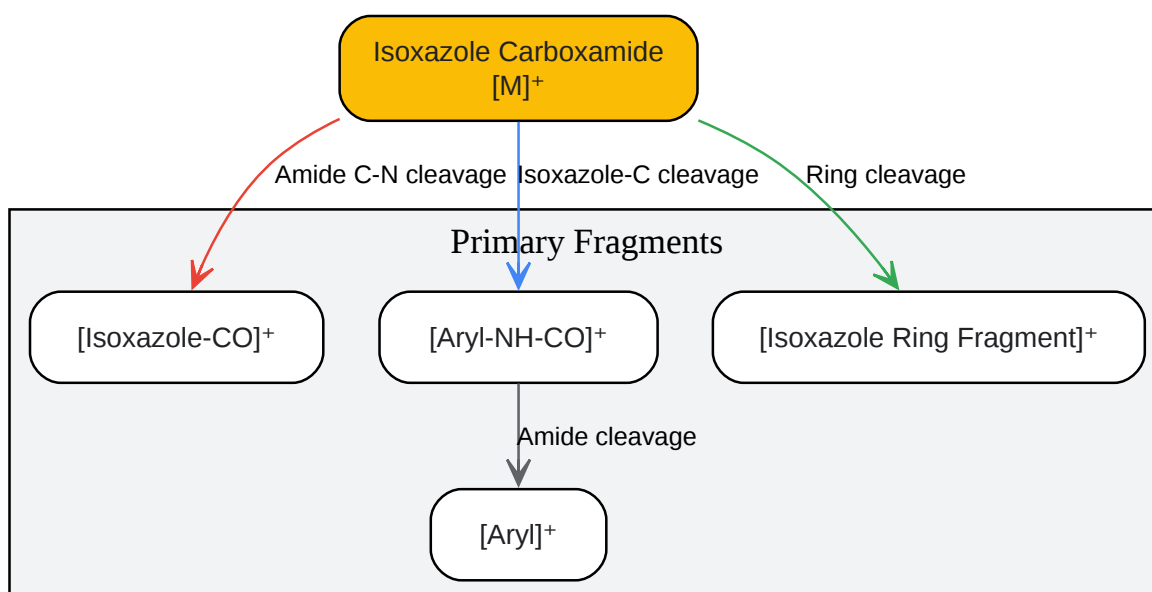 Isoxazole Carboxamide
[M]⁺
Amide C-N cleavage
Isoxazole-C cleavage
Ring cleavage
Primary Fragments
[Isoxazole-CO]⁺
[Aryl-NH-CO]⁺
[Isoxazole Ring Fragment]⁺
Amide cleavage
[Aryl]⁺